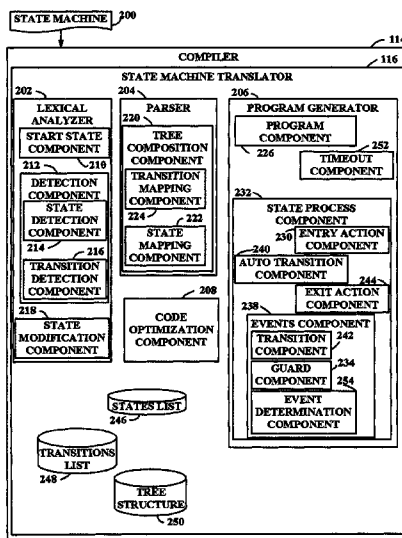 STATE MACHINE
200
114
COMPILER
116
STATE MACHINE TRANSLATOR
202
LEXICAL
ANALYZER
START STATE
COMPONENT
210
212
DETECTION
COMPONENT
STATE
DETECTION
COMPONENT
214
216
TRANSITION
DETECTION
COMPONENT
218
STATE
MODIFICATION
COMPONENT
204
PARSER
220
TREE
COMPOSITION
COMPONENT
TRANSITION
MAPPING
COMPONENT
224
222
STATE
MAPPING
COMPONENT
208
CODE
OPTIMIZATION
COMPONENT
206
PROGRAM GENERATOR
PROGRAM
COMPONENT
226
252
TIMEOUT
COMPONENT
232
STATE PROCESS
COMPONENT
230
ENTRY ACTION
COMPONENT
240
AUTO TRANSITION
COMPONENT
244
EXIT ACTION
COMPONENT
238
EVENTS COMPONENT
TRANSITION
COMPONENT
242
234
GUARD
COMPONENT
254
EVENT
DETERMINATION
COMPONENT
STATES LIST
246
TRANSITIONS
LIST
248
TREE
STRUCTURE
250